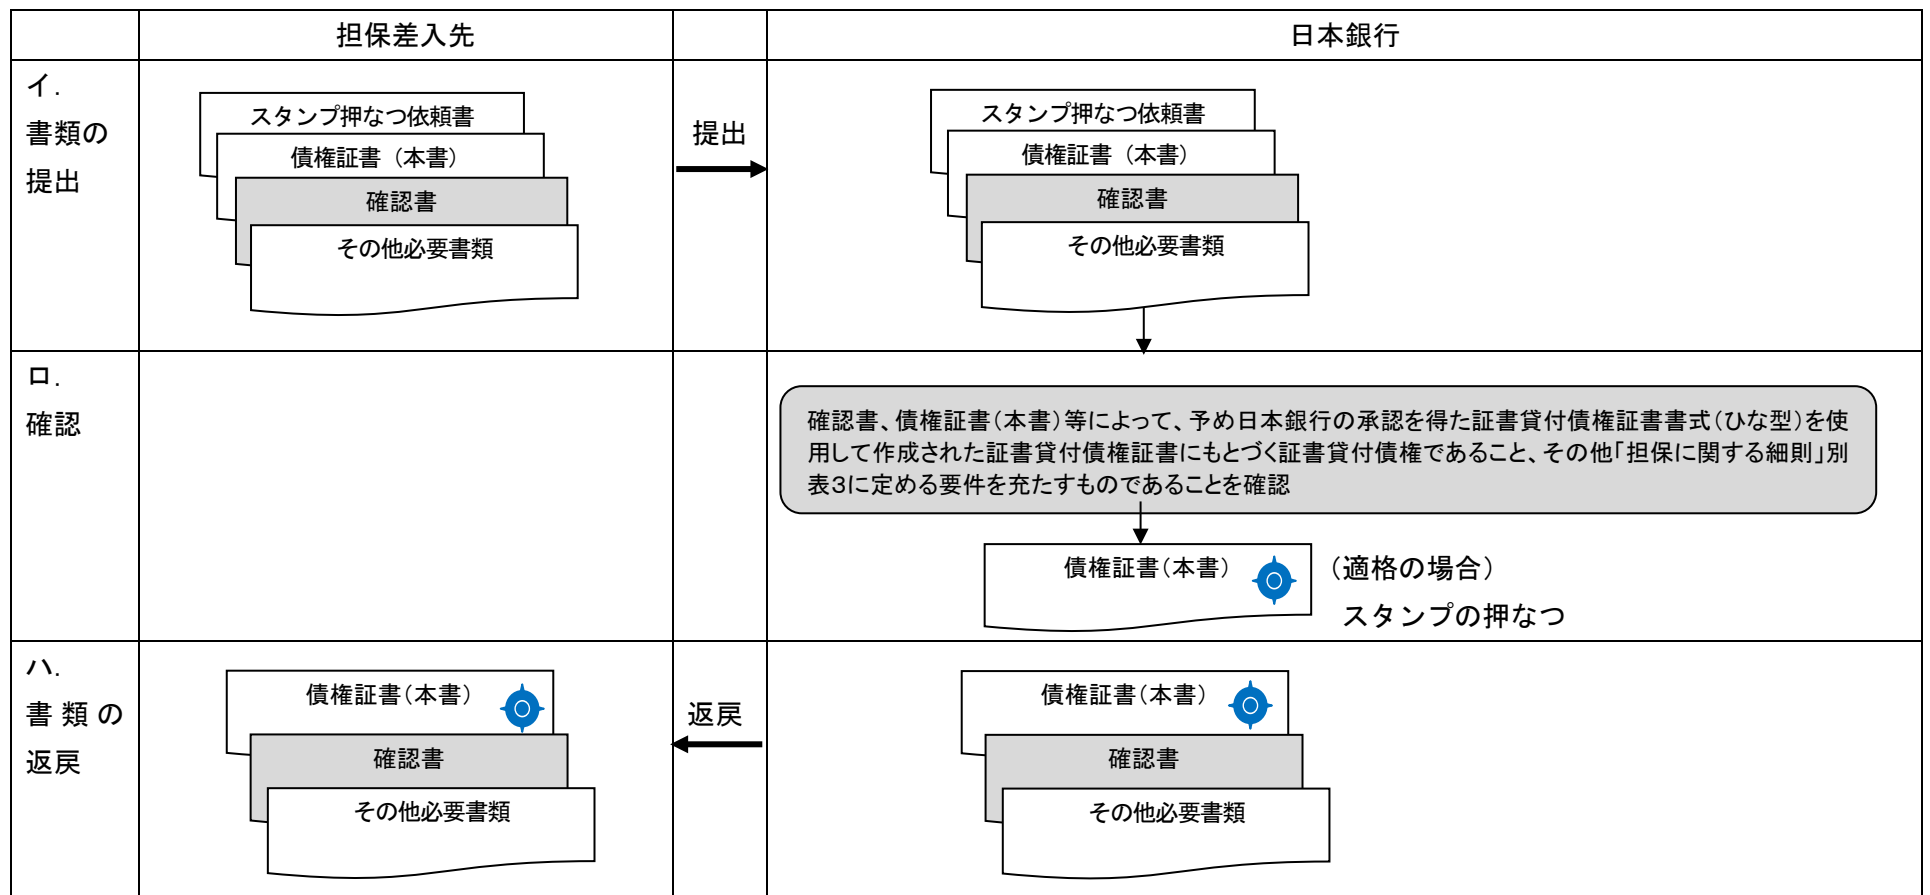 担保差入先
日本銀行
イ.
書類の
提出
スタンプ押なつ依頼書
債権証書（本書）
確認書
その他必要書類
提出
スタンプ押なつ依頼書
債権証書（本書）
確認書
その他必要書類
ロ.
確認
確認書、債権証書（本書）等によって、予め日本銀行の承認を得た証書貸付債権証書書式（ひな型）を使
用して作成された証書貸付債権証書にもとづく証書貸付債権であること、その他「担保に関する細則」別
表３に定める要件を充たすものであることを確認
債権証書（本書）
（適格の場合）
スタンプの押なつ
ハ.
書類の
返戻
債権証書（本書）
確認書
その他必要書類
返戻
債権証書（本書）
確認書
その他必要書類